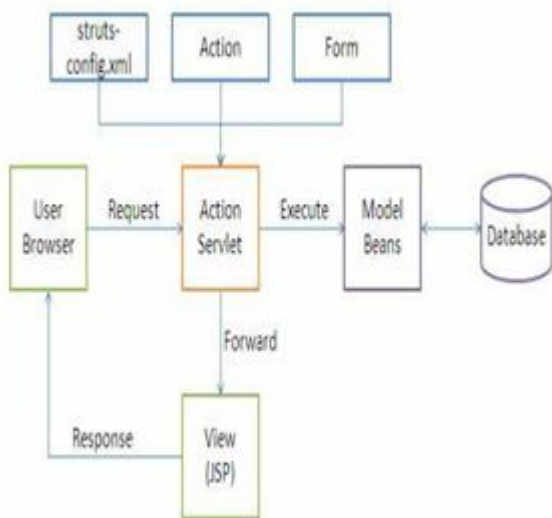 struts-
config.xml
Action
Form
User
Browser
Request
Action
Servlet
Execute
Model
Beans
Database
Forward
Response
View
(JSP)